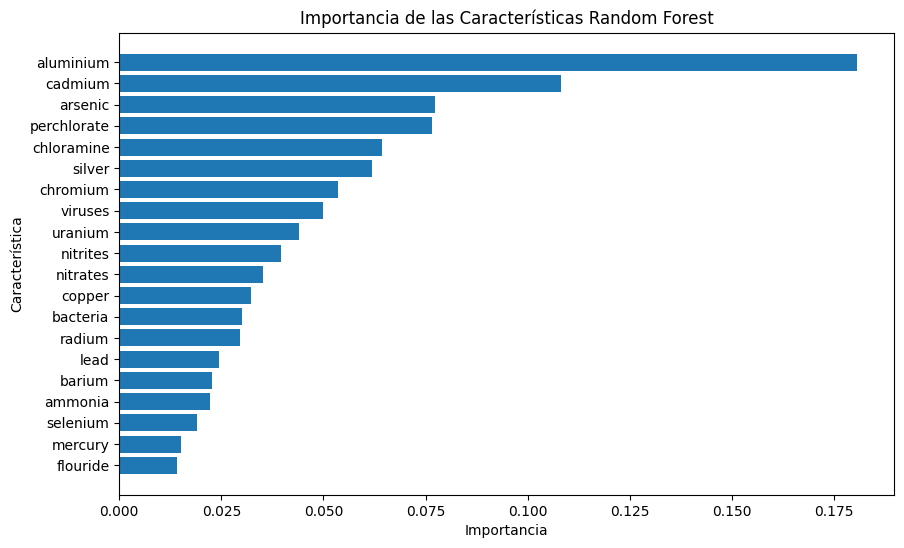 Importancia de las Características Random Forest
Característica
aluminium
cadmium
arsenic
perchlorate
chloramine
silver
chromium
viruses
uranium
nitrites
nitrates
copper
bacteria
radium
lead
barium
ammonia
selenium
mercury
flouride
0.000 0.025 0.050 0.075 0.100 0.125 0.150 0.175
Importancia